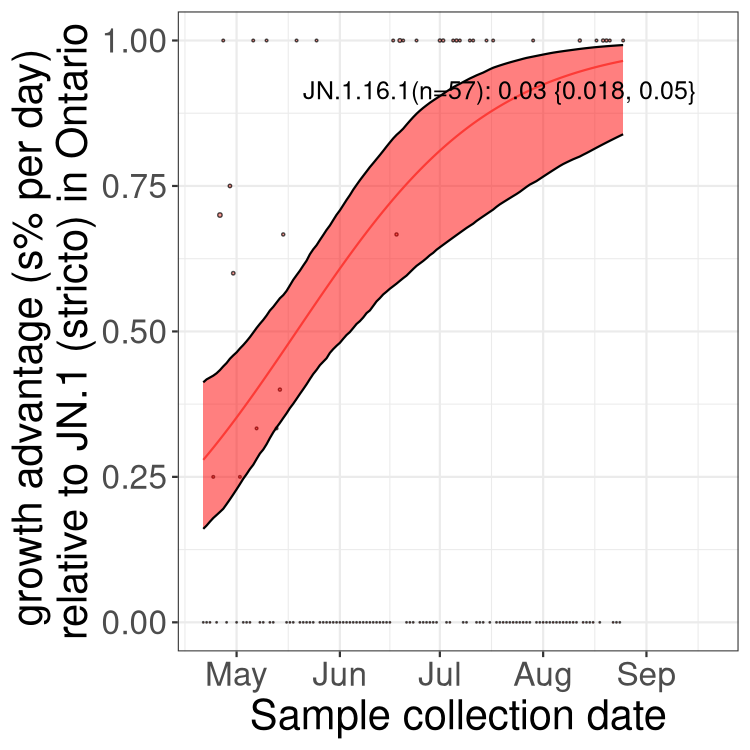 growth advantage (s% per day)
relative to JN.1 (stricto) in Ontario
1.00
0.75
0.50
0.25
0.00
JN.1.16.1(n=57): 0.03 {0.018, 0.05}
May Jun Jul Aug Sep
Sample collection date